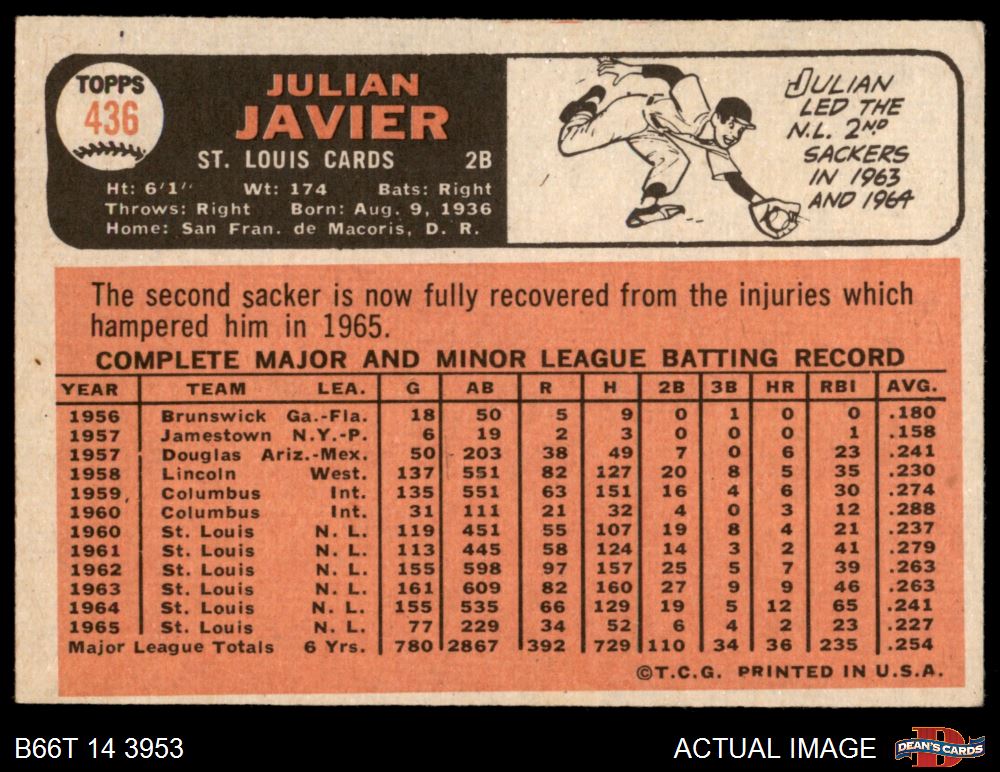 TOPPS
436
JULIAN
JAVIER
ST. LOUIS CARDS 2B
Ht: 6'1" Wt: 174 Bats: Right
Throws: Right Born: Aug. 9, 1936
Home: San Fran. de Macoris, D. R.
JULIAN
LED THE
N.L. 2ND
SACKERS
IN 1963
AND 1964
The second sacker is now fully recovered from the injuries which
hampered him in 1965.
COMPLETE MAJOR AND MINOR LEAGUE BATTING RECORD
YEAR TEAM LEA. G AB R H 2B 3B HR RBI AVG.
1956 Brunswick Ga.-Fla. 18 50 5 9 0 1 0 0 .180
1957 Jamestown N.Y.-P. 6 19 2 3 0 0 0 1 .158
1957 Douglas Ariz.-Mex. 50 203 38 49 7 0 6 23 .241
1958 Lincoln West. 137 551 82 127 20 8 5 35 .230
1959 Columbus Int. 135 551 63 151 16 4 6 30 .274
1960 Columbus Int. 31 111 21 32 4 0 3 12 .288
1960 St. Louis N. L. 119 451 55 107 19 8 4 21 .237
1961 St. Louis N. L. 113 445 58 124 14 3 2 41 .279
1962 St. Louis N. L. 155 598 97 157 25 5 7 39 .263
1963 St. Louis N. L. 161 609 82 160 27 9 9 46 .263
1964 St. Louis N. L. 155 535 66 129 19 5 12 65 .241
1965 St. Louis N. L. 77 229 34 52 6 4 2 23 .227
Major League Totals 6 Yrs. 780 2867 392 729 110 34 36 235 .254
©T.C.G. PRINTED IN U.S.A.
B66T 14 3953
ACTUAL IMAGE
DEAN'S CARDS